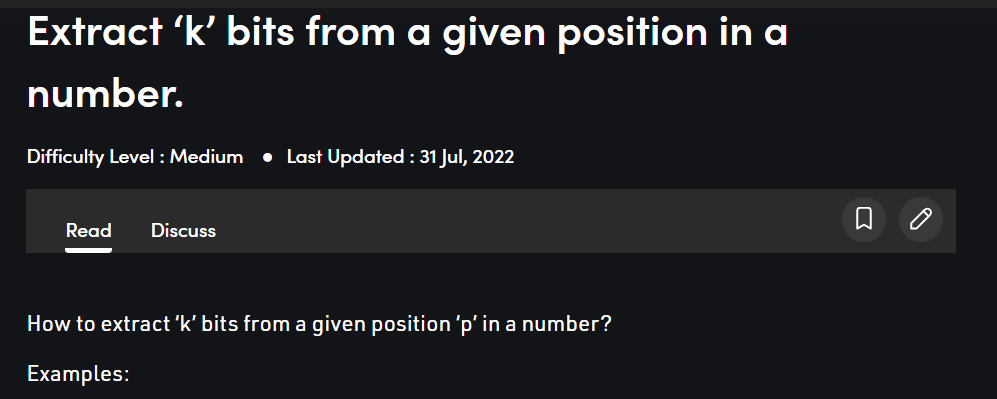 Extract ‘k’ bits from a given position in a
number.
Difficulty Level : Medium ● Last Updated : 31 Jul, 2022
Read Discuss
How to extract ‘k’ bits from a given position ‘p’ in a number?
Examples: